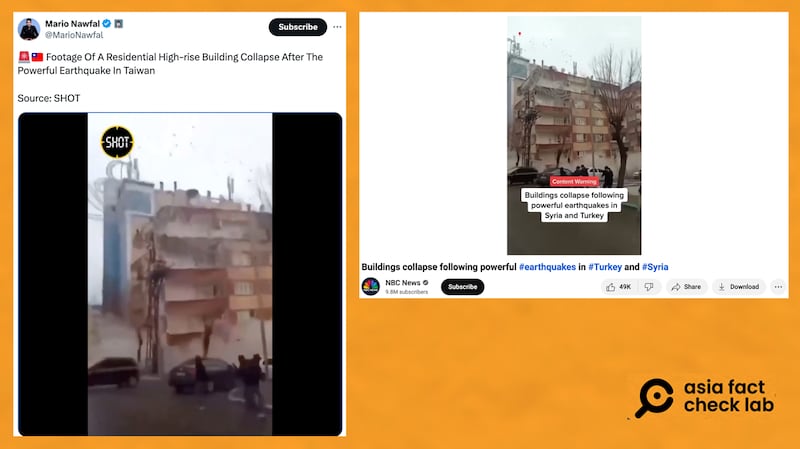 Mario Nawfal
@MarioNawfal
Subscribe
Footage Of A Residential High-rise Building Collapse After The
Powerful Earthquake In Taiwan
Source: SHOT
SHOT
Content Warning
Buildings collapse following
powerful earthquakes in
Syria and Turkey
Buildings collapse following powerful #earthquakes in #Turkey and #Syria
NBC News
9.8M subscribers
Subscribe
49K
Share
Download
asia fact
check lab